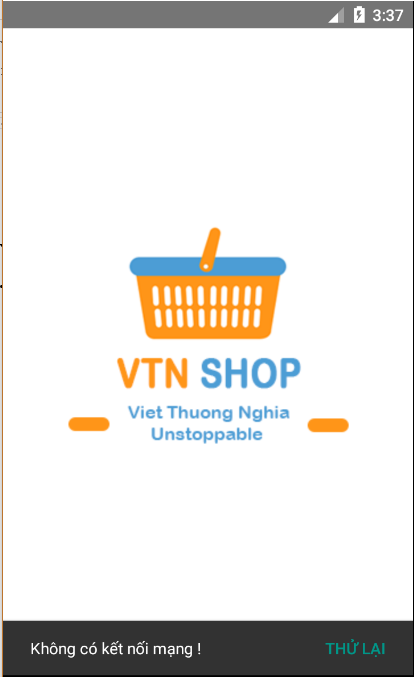 3:37
VTN SHOP
Viet Thuong Nghia
Unstoppable
Không có kết nối mạng ! THỬ LẠI